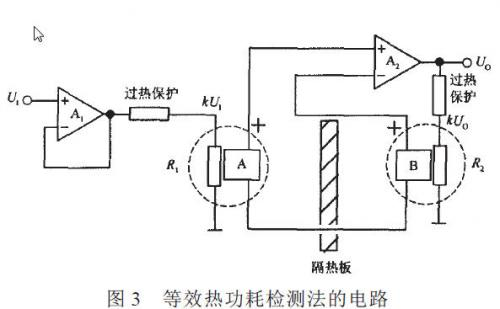 A₂
U₀
过热
保护
U₁
A₁
过热保护
kU₁
kU₀
R₁
A
B
R₂
隔热板
图 3 等效热功耗检测法的电路